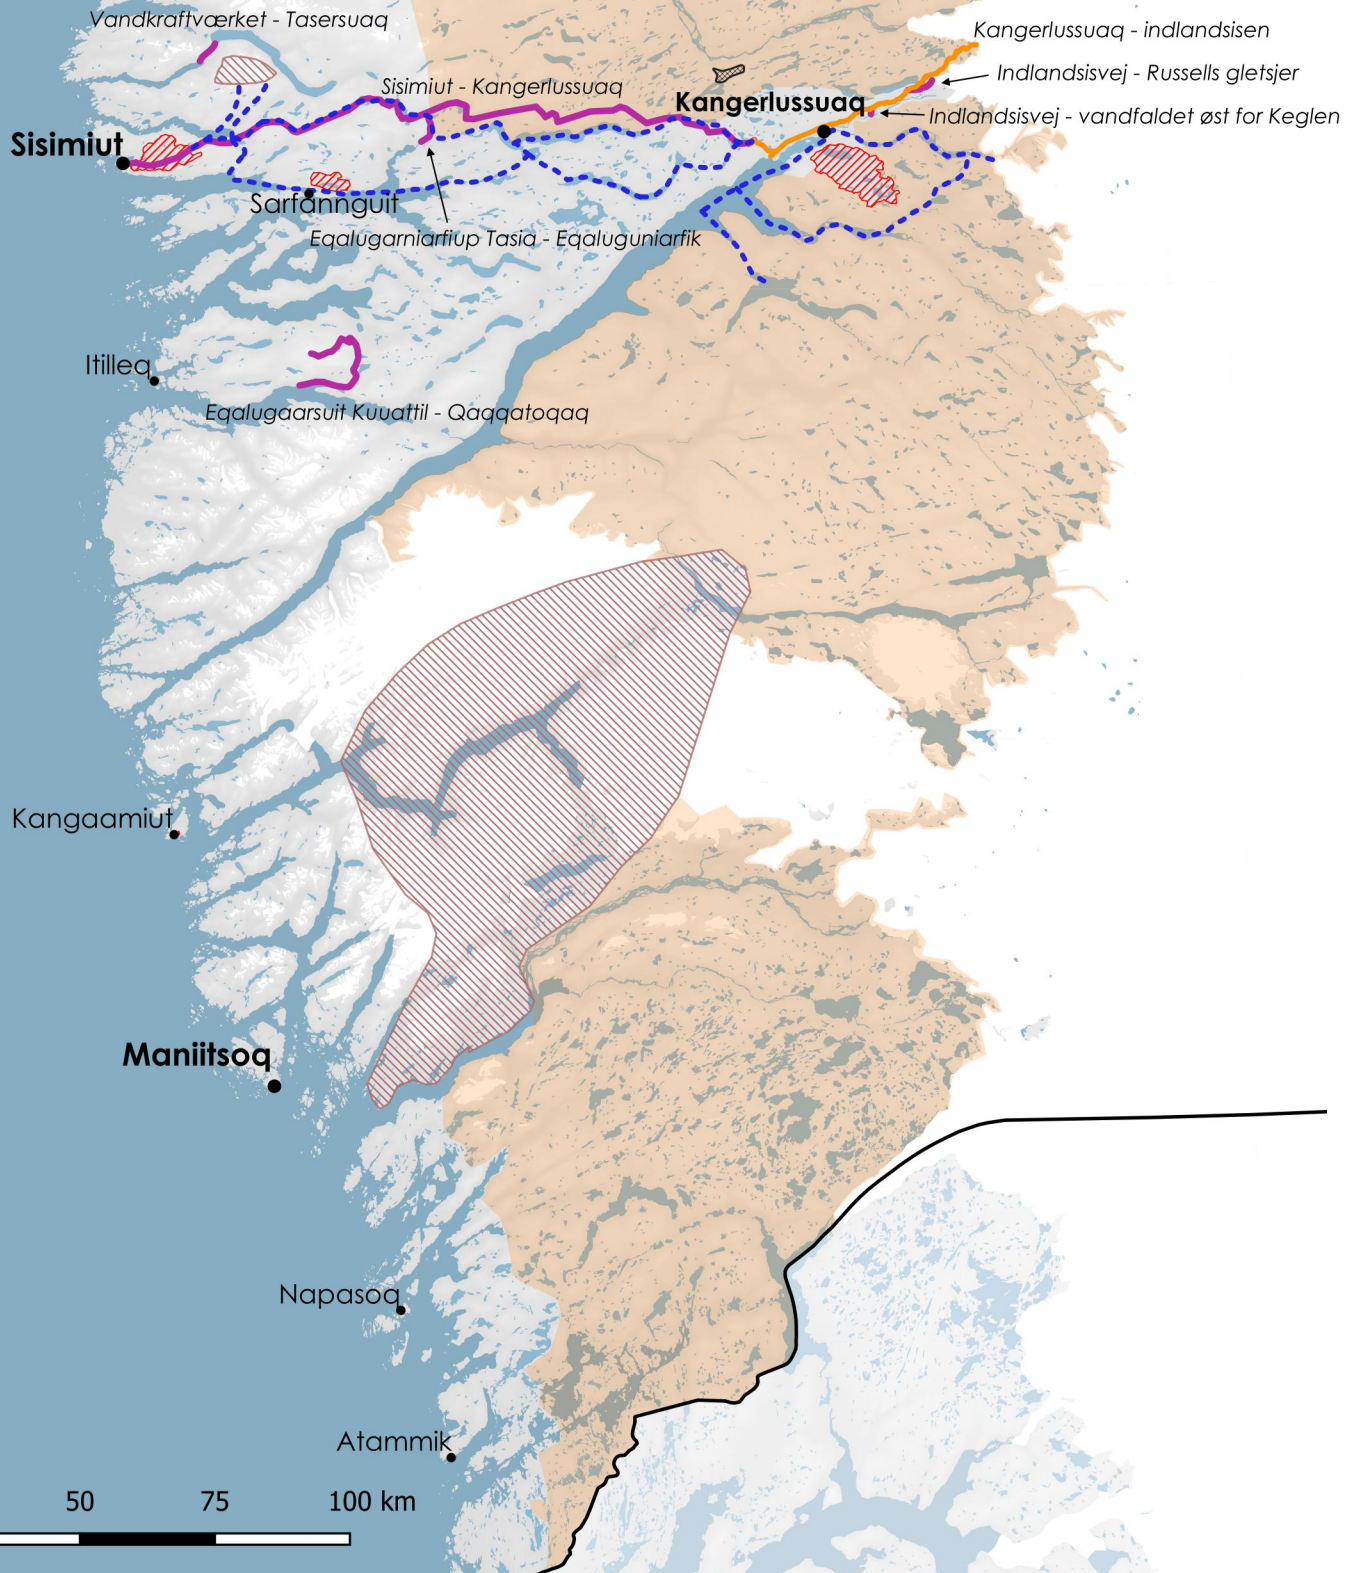 Vandkraftværket - Tasersuaq
Kangerlussuaq - indlandsisen
Indlandsisvej - Russells gletsjer
Sisimiut - Kangerlussuaq
Kangerlussuaq
Indlandsisvej - vandfaldet øst for Keglen
Sisimiut
Sarfannguit
Eqalugarniarfiup Tasia - Eqaluguniarfik
Itilleq
Eqalugaarsuit Kuuattil - Qaqqatoqaq
Kangaamiut
Maniitsoq
Napasoq
Atammik
50 75 100 km